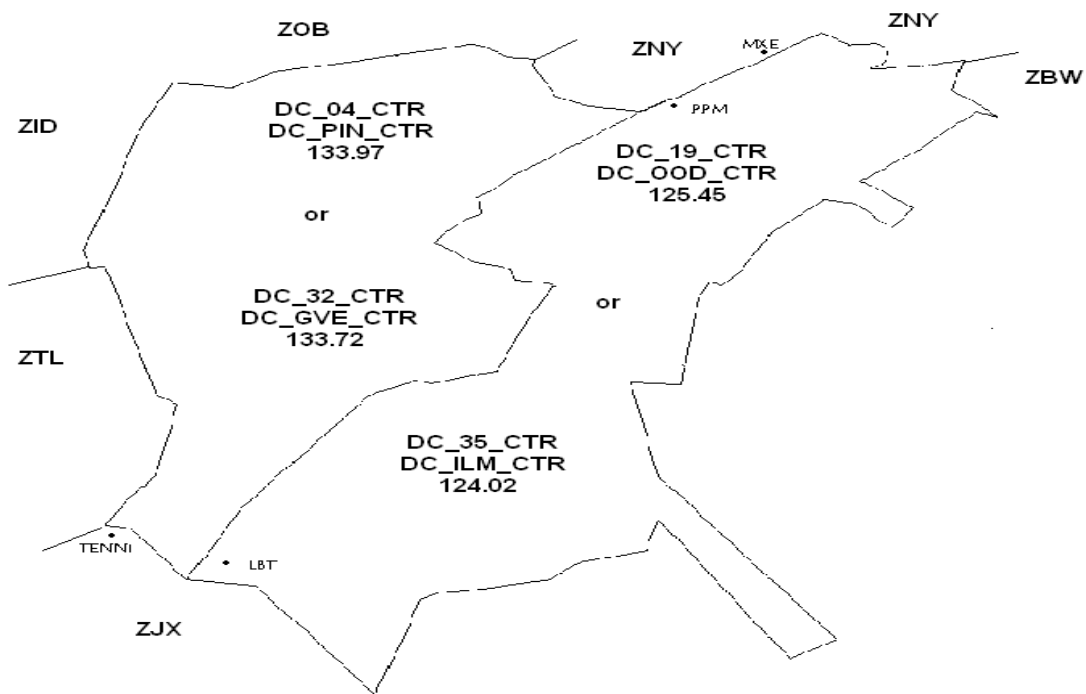 ZOB
ZNY
ZNY
MXE
ZBW
ZID
DC_04_CTR
DC_PIN_CTR
133.97
PPM
DC_19_CTR
DC_OOD_CTR
125.45
or
DC_32_CTR
DC_GVE_CTR
133.72
or
ZTL
DC_35_CTR
DC_ILM_CTR
124.02
TENNI
LBT
ZJX